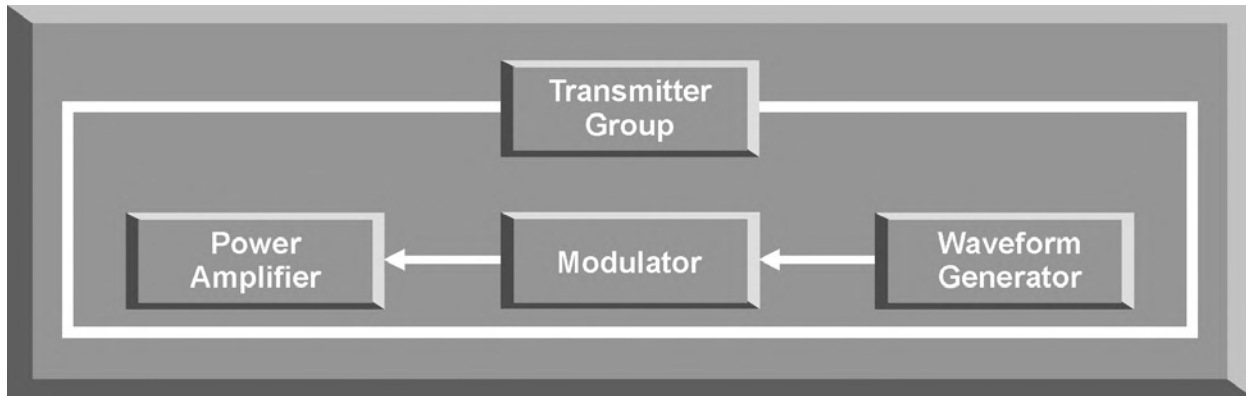 Transmitter
Group
Power
Amplifier
Modulator
Waveform
Generator